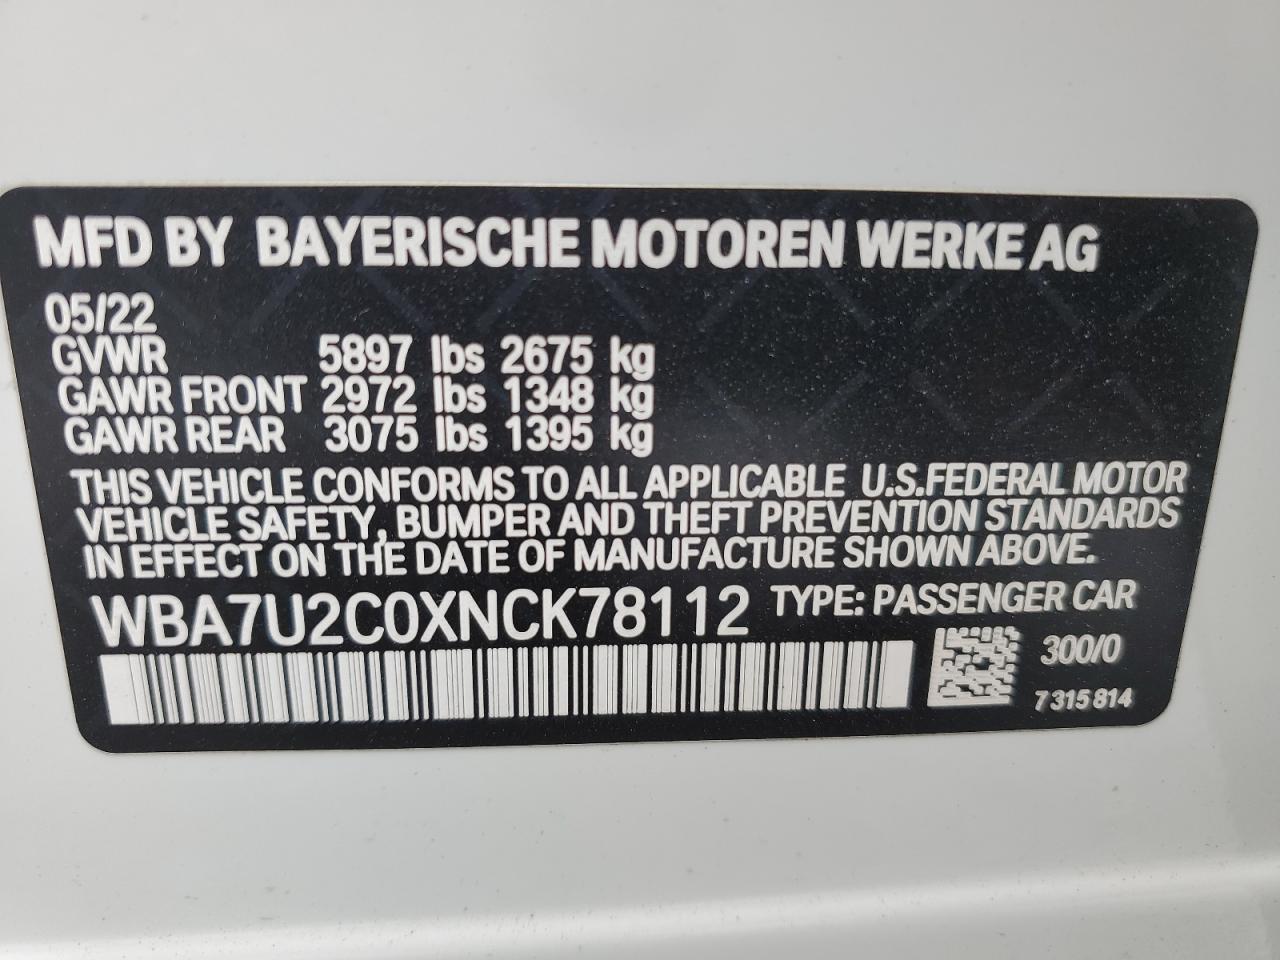 MFD BY BAYERISCHE MOTOREN WERKE AG
05/22
GVWR 5897 lbs 2675 kg
GAWR FRONT 2972 lbs 1348 kg
GAWR REAR 3075 lbs 1395 kg
THIS VEHICLE CONFORMS TO ALL APPLICABLE U.S.FEDERAL MOTOR
VEHICLE SAFETY, BUMPER AND THEFT PREVENTION STANDARDS
IN EFFECT ON THE DATE OF MANUFACTURE SHOWN ABOVE.
WBA7U2C0XNCK78112 TYPE: PASSENGER CAR
300/0
7 315 814